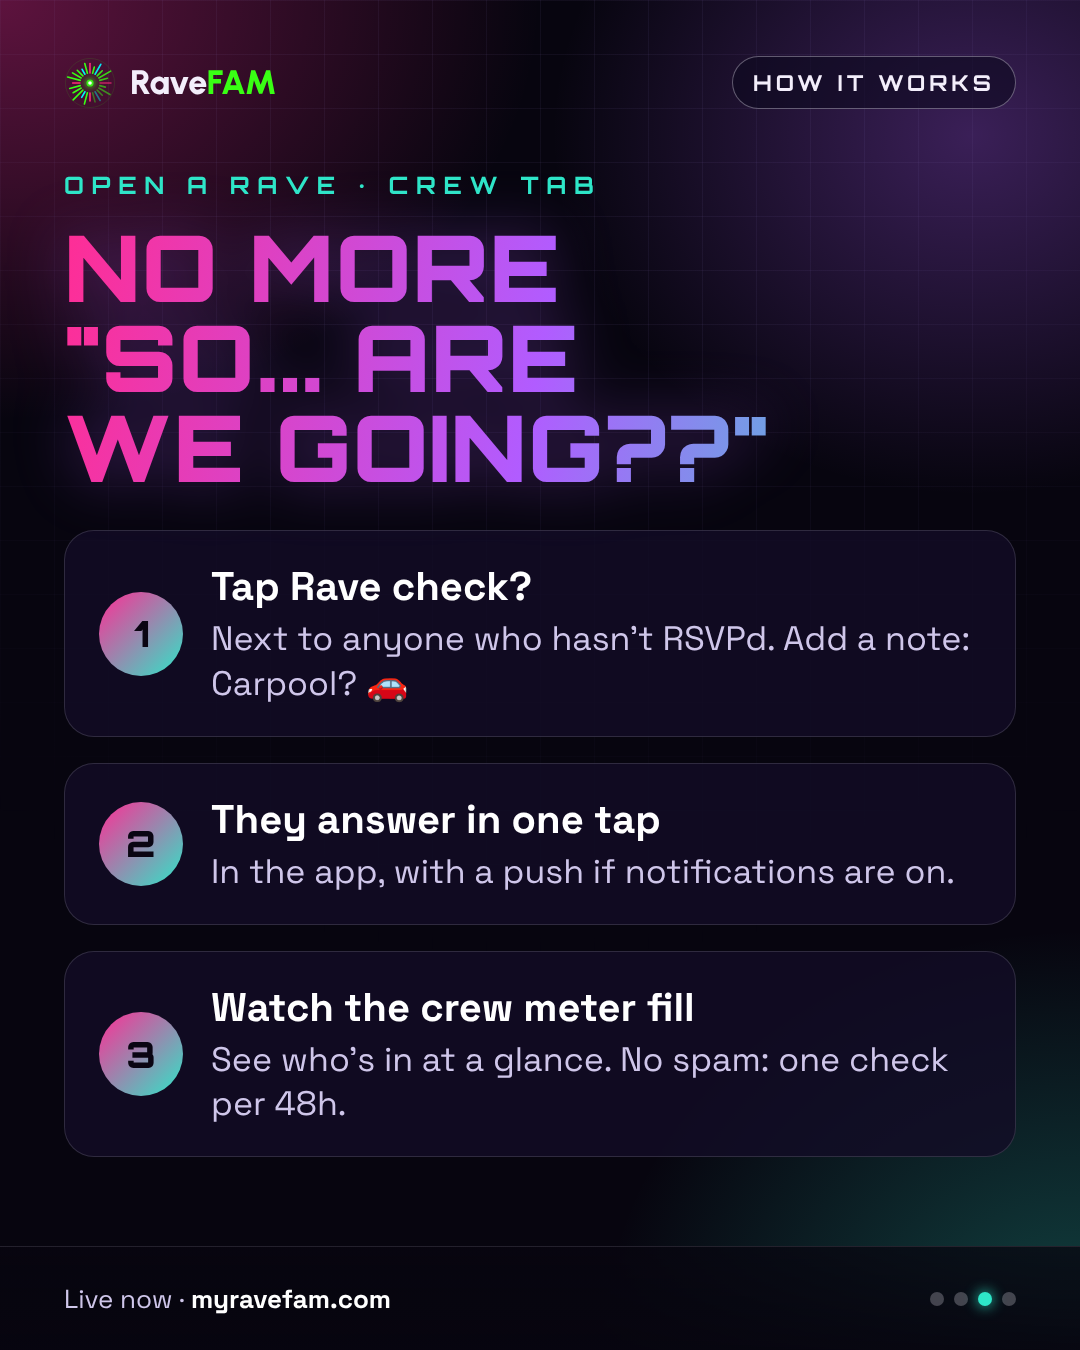 RaveFAM
HOW IT WORKS
OPEN A RAVE · CREW TAB
NO MORE
"SO... ARE
WE GOING??"
1
Tap Rave check?
Next to anyone who hasn’t RSVPd. Add a note:
Carpool? 🚗
2
They answer in one tap
In the app, with a push if notifications are on.
3
Watch the crew meter fill
See who’s in at a glance. No spam: one check
per 48h.
Live now · myravefam.com